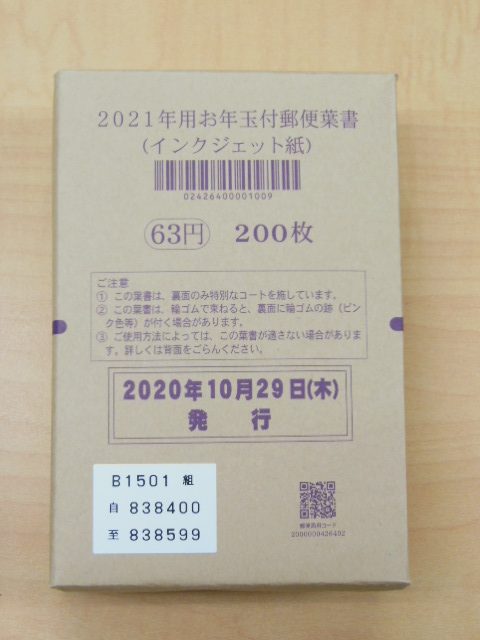 2021年用お年玉付郵便葉書
(インクジェット紙)
02426400001009
63円 200枚
ご注意
① この葉書は、裏面のみ特別なコートを施しています。
② この葉書は、輪ゴムで束ねると、裏面に輪ゴムの跡(ピン
ク色等)が付く場合があります。
③ ご使用方法によっては、この葉書が適さない場合がありま
す。詳しくは背面をごらんください。
2020年10月29日(木)
発 行
B1501 組
自 838400
至 838599
郵便局用コード
2000000426402